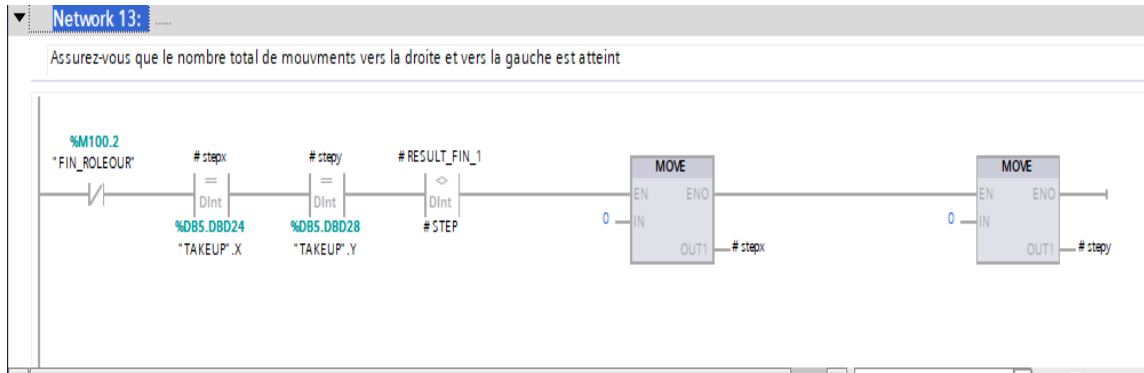 Network 13: .....
Assurez-vous que le nombre total de mouvments vers la droite et vers la gauche est atteint
%M100.2
"FIN_ROLEOUR"
# stepx
==
DInt
%DB5.DBD24
"TAKEUP".X
# stepy
==
DInt
%DB5.DBD28
"TAKEUP".Y
# RESULT_FIN_1
<>
DInt
# STEP
MOVE
EN ENO
0 IN
OUT1 # stepx
MOVE
EN ENO
0 IN
OUT1 # stepy